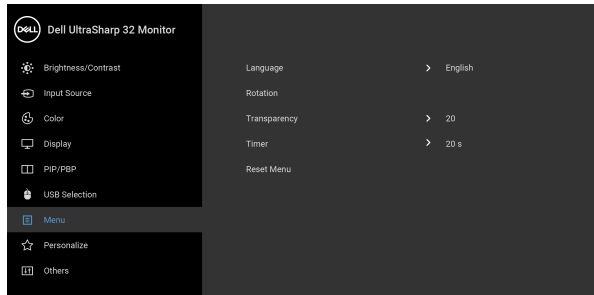 DELL Dell UltraSharp 32 Monitor
Brightness/Contrast
Input Source
Color
Display
PIP/PBP
USB Selection
Menu
Personalize
Others
Language > English
Rotation
Transparency > 20
Timer > 20 s
Reset Menu